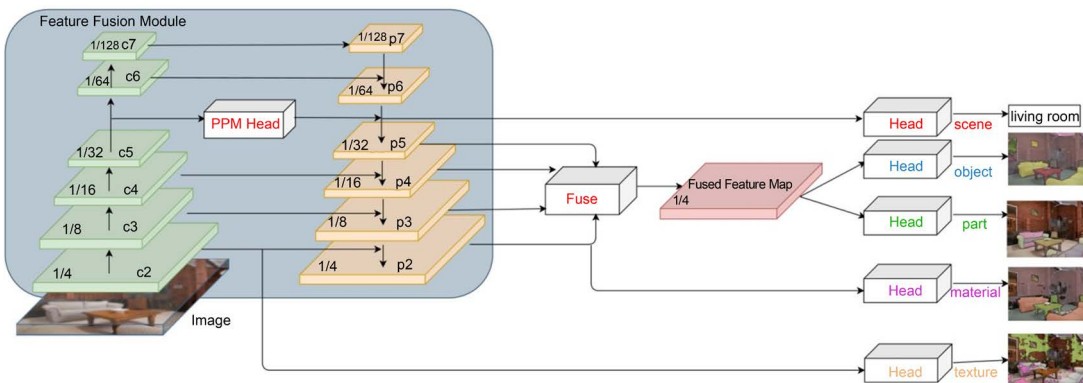 Feature Fusion Module
1/128 c7
1/128 p7
1/64 c6
1/64 p6
PPM Head
Head scene living room
1/32 c5
1/32 p5
Head object
1/16 c4
1/16 p4
Fuse
Fused Feature Map
1/4
1/8 c3
1/8 p3
Head part
1/4 c2
1/4 p2
Head material
Image
Head texture